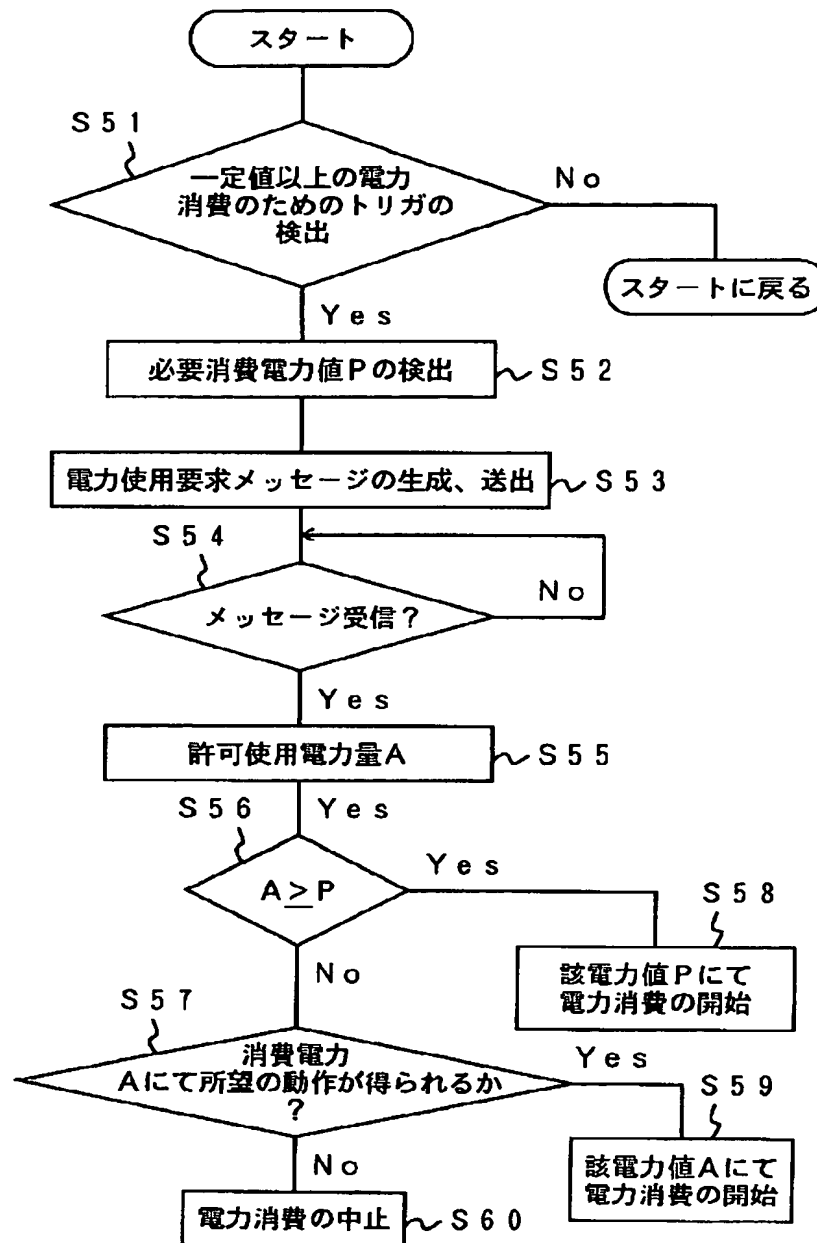 スタート
S51
一定値以上の電力
消費のためのトリガの
検出
No
スタートに戻る
Yes
必要消費電力値Pの検出
S52
電力使用要求メッセージの生成、送出
S53
S54
メッセージ受信?
No
Yes
許可使用電力量A
S55
S56
Yes
A≧P
Yes
S58
該電力値Pにて
電力消費の開始
No
S57
消費電力
Aにて所望の動作が得られるか
?
Yes
S59
該電力値Aにて
電力消費の開始
No
電力消費の中止
S60